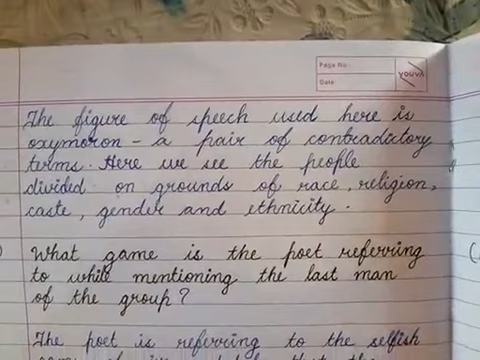 Page No.
Date
YOUVA
The figure of speech used here is
oxymoron - a pair of contradictory
terms. Here we see the people
divided on grounds of race, religion,
caste, gender and ethnicity.
What game is the poet referring
to while mentioning the last man
of the group?
The poet is referring to the selfish